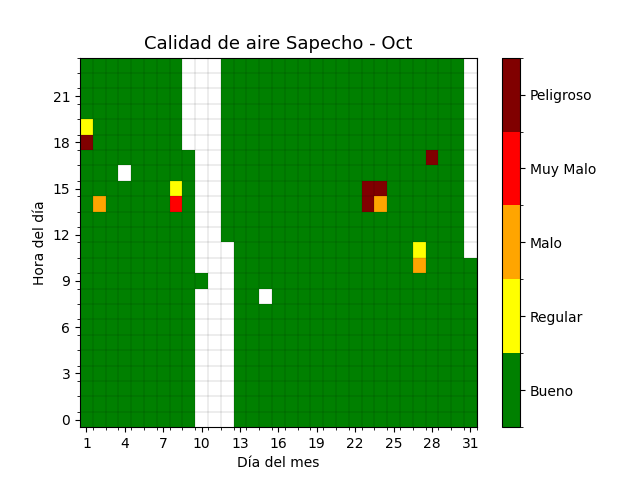 Calidad de aire Sapecho - Oct
21
18
15
12
9
6
3
0
Hora del día
1 4 7 10 13 16 19 22 25 28 31
Día del mes
Peligroso
Muy Malo
Malo
Regular
Bueno